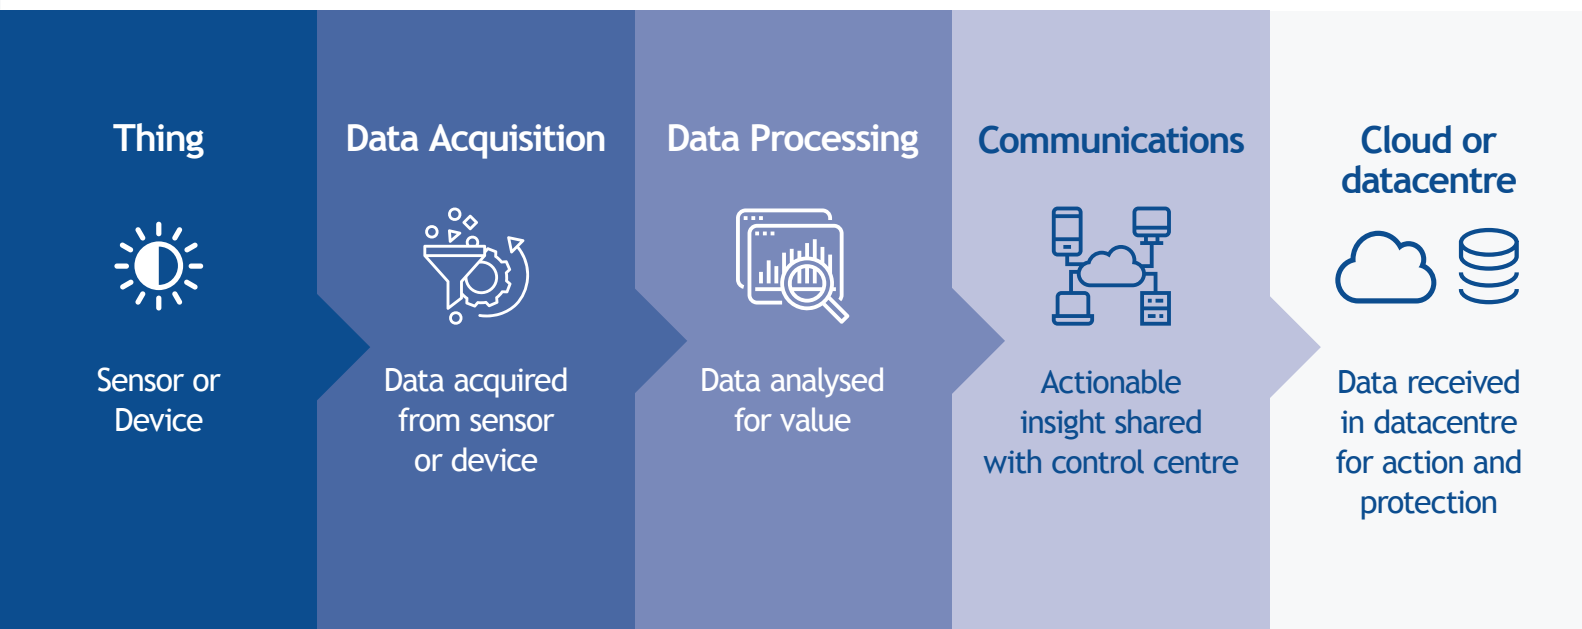 Thing
Sensor or
Device
Data Acquisition
Data acquired
from sensor
or device
Data Processing
Data analysed
for value
Communications
Actionable
insight shared
with control centre
Cloud or
datacentre
Data received
in datacentre
for action and
protection